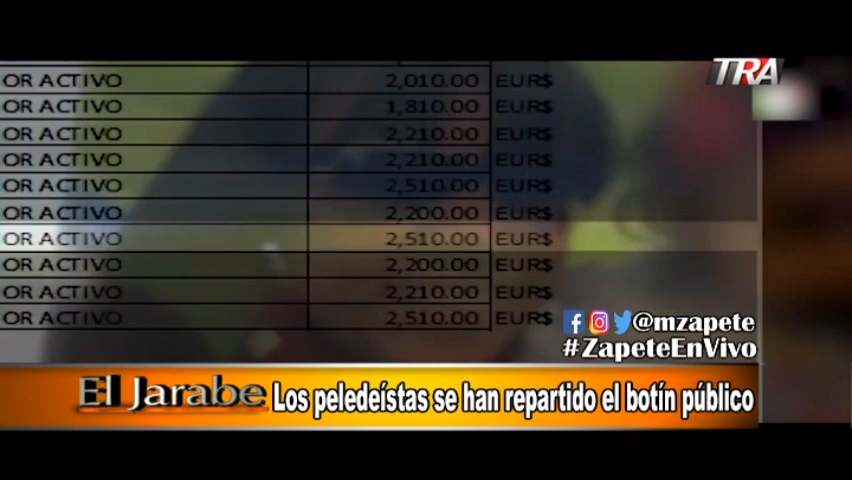 TRA
OR ACTIVO 2,010.00 EUR$
OR ACTIVO 1,810.00 EUR$
OR ACTIVO 2,210.00 EUR$
OR ACTIVO 2,210.00 EUR$
OR ACTIVO 2,510.00 EUR$
OR ACTIVO 2,200.00 EUR$
OR ACTIVO 2,510.00 EUR$
OR ACTIVO 2,200.00 EUR$
OR ACTIVO 2,210.00 EUR$
OR ACTIVO 2,510.00 EUR$
@mzapete
#ZapeteEnVivo
El Jarabe Los peledeístas se han repartido el botín público